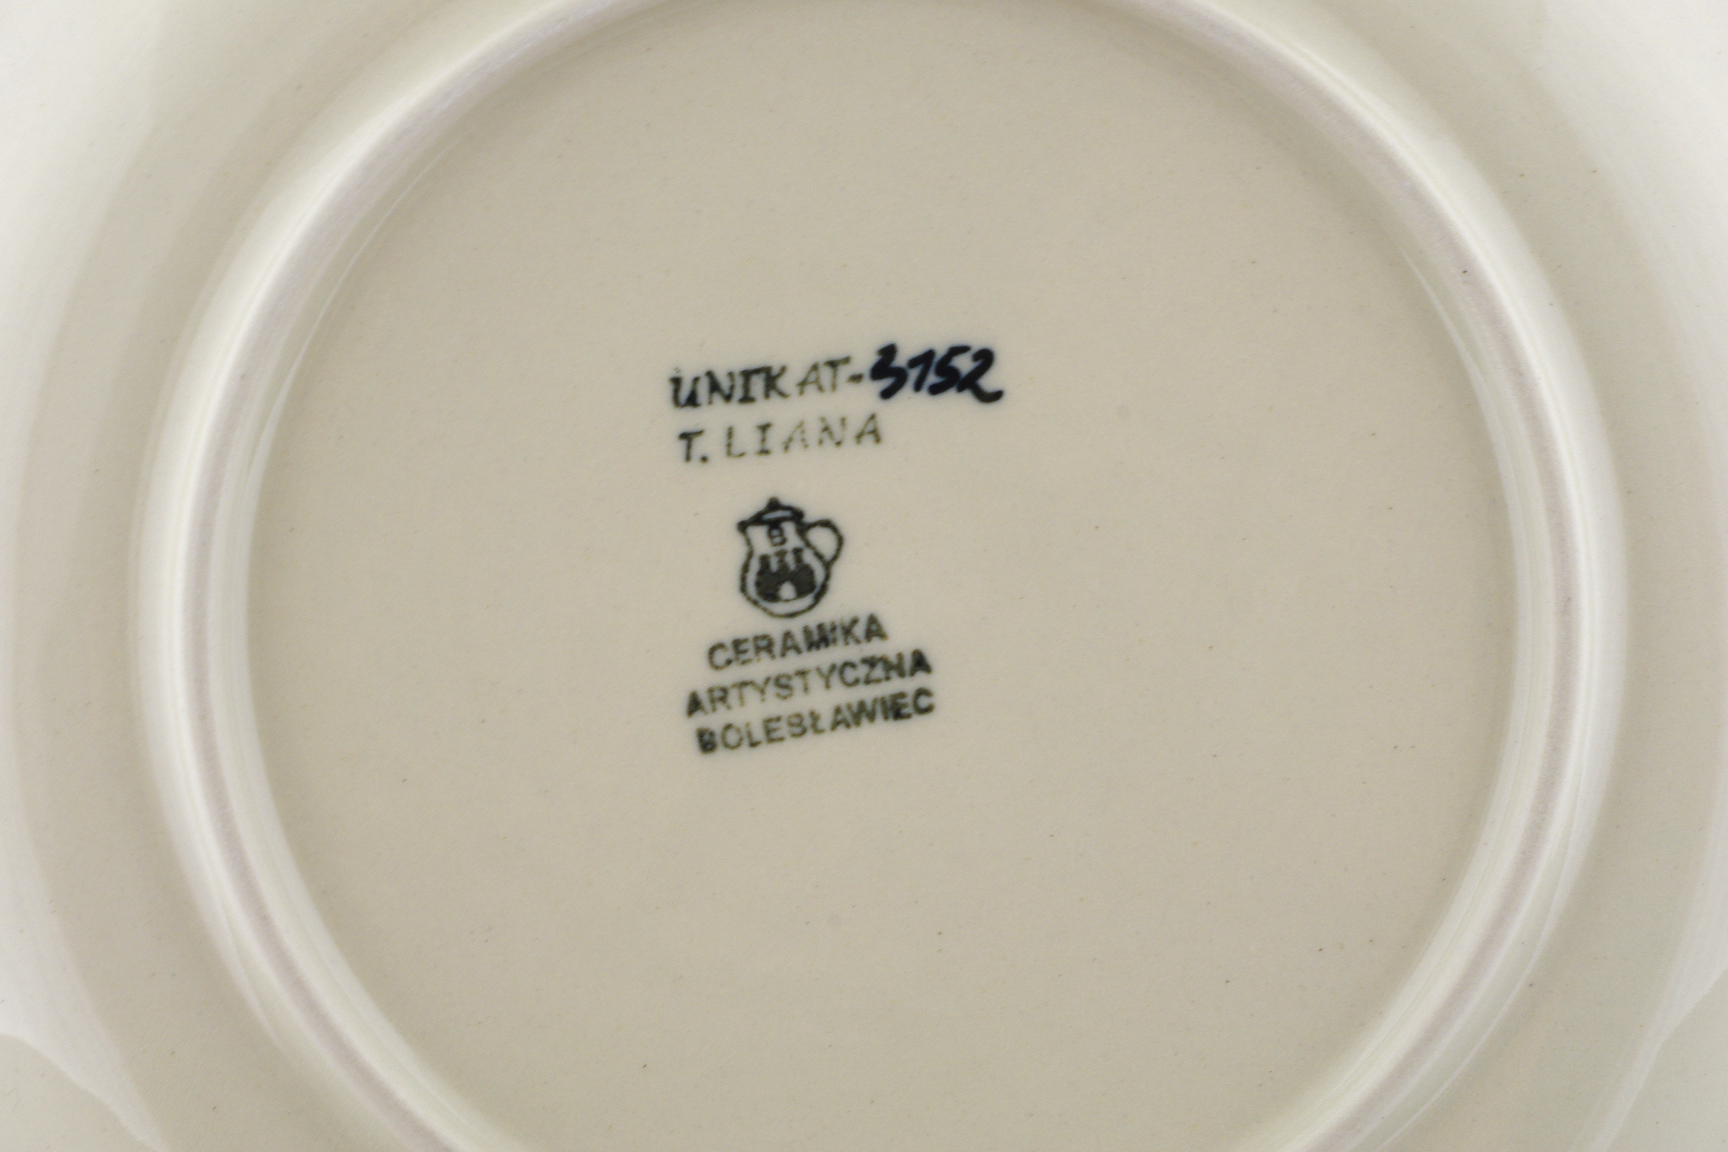 UNIKAT-3152
T. LIANA
CERAMIKA
ARTYSTYCZNA
BOLESŁAWIEC